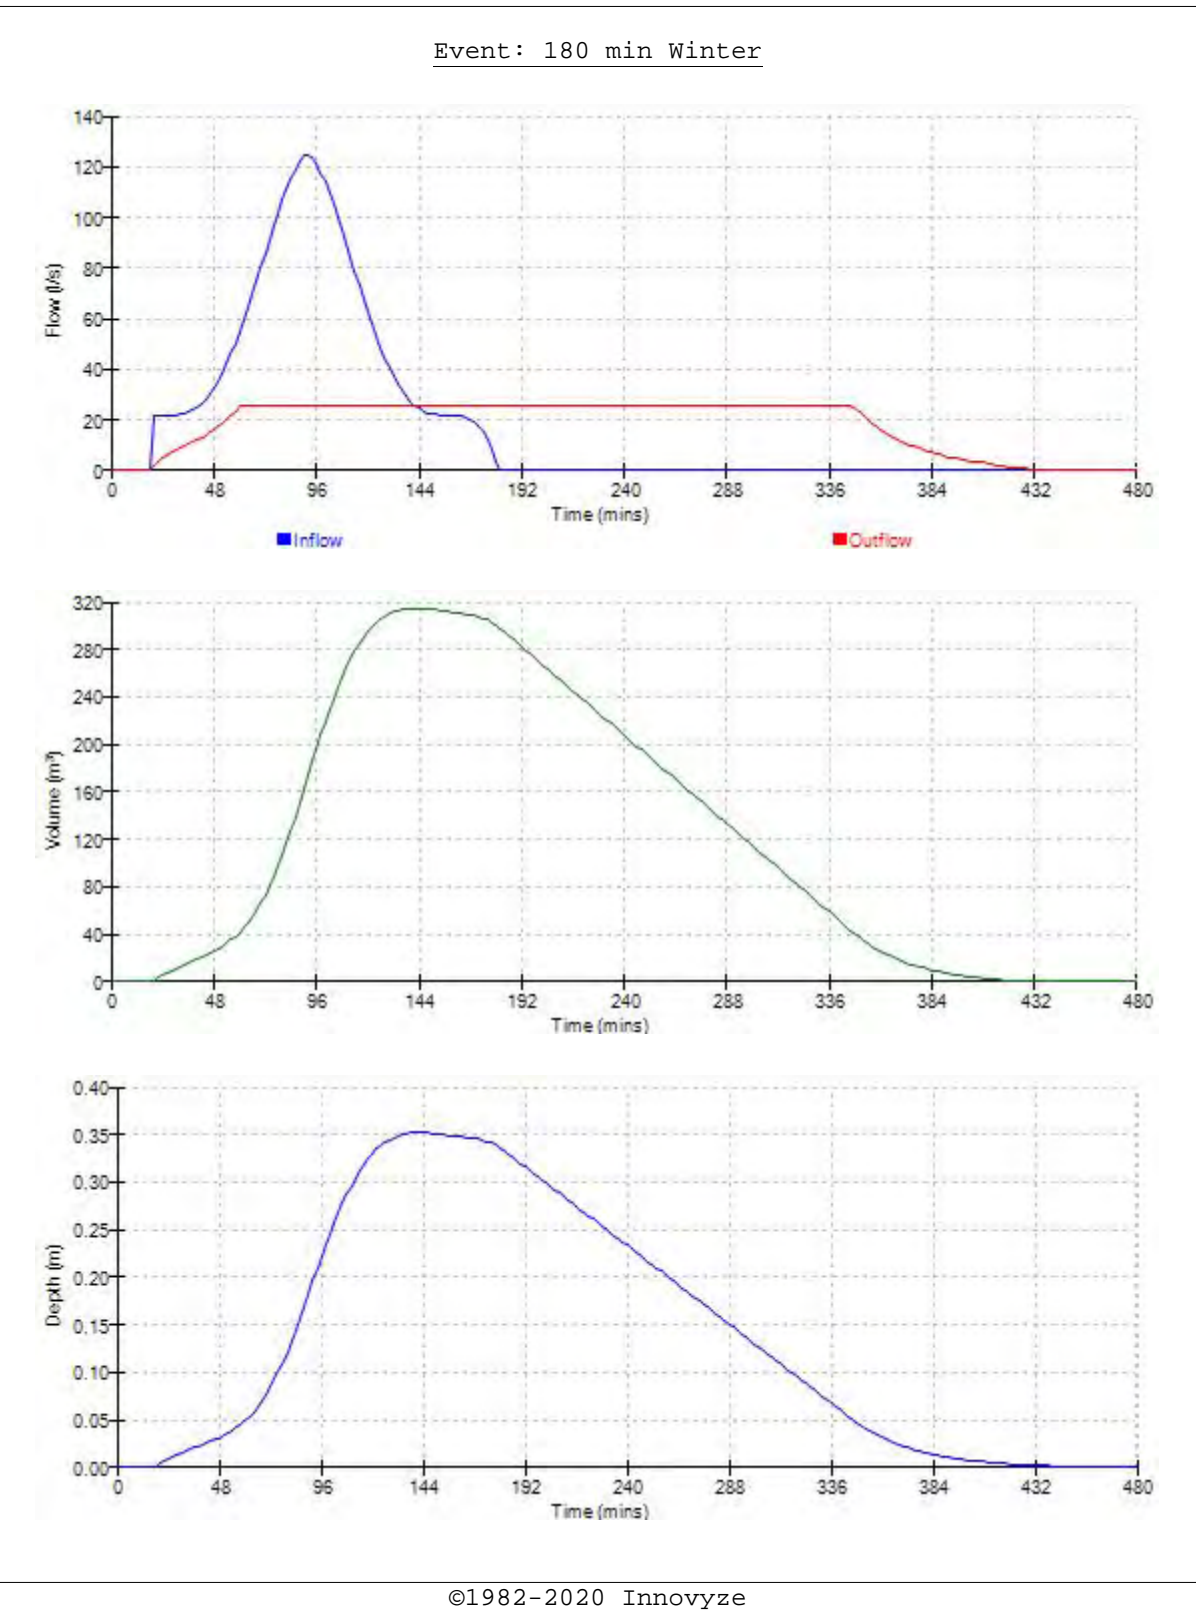 Event: 180 min Winter
140
120
100
80
60
40
20
0
Flow (l/s)
0 48 96 144 192 240 288 336 384 432 480
Time (mins)
Inflow Outflow
320
280
240
200
160
120
80
40
0
Volume (m³)
0 48 96 144 192 240 288 336 384 432 480
Time (mins)
0.40
0.35
0.30
0.25
0.20
0.15
0.10
0.05
0.00
Depth (m)
0 48 96 144 192 240 288 336 384 432 480
Time (mins)
©1982-2020 Innovyze